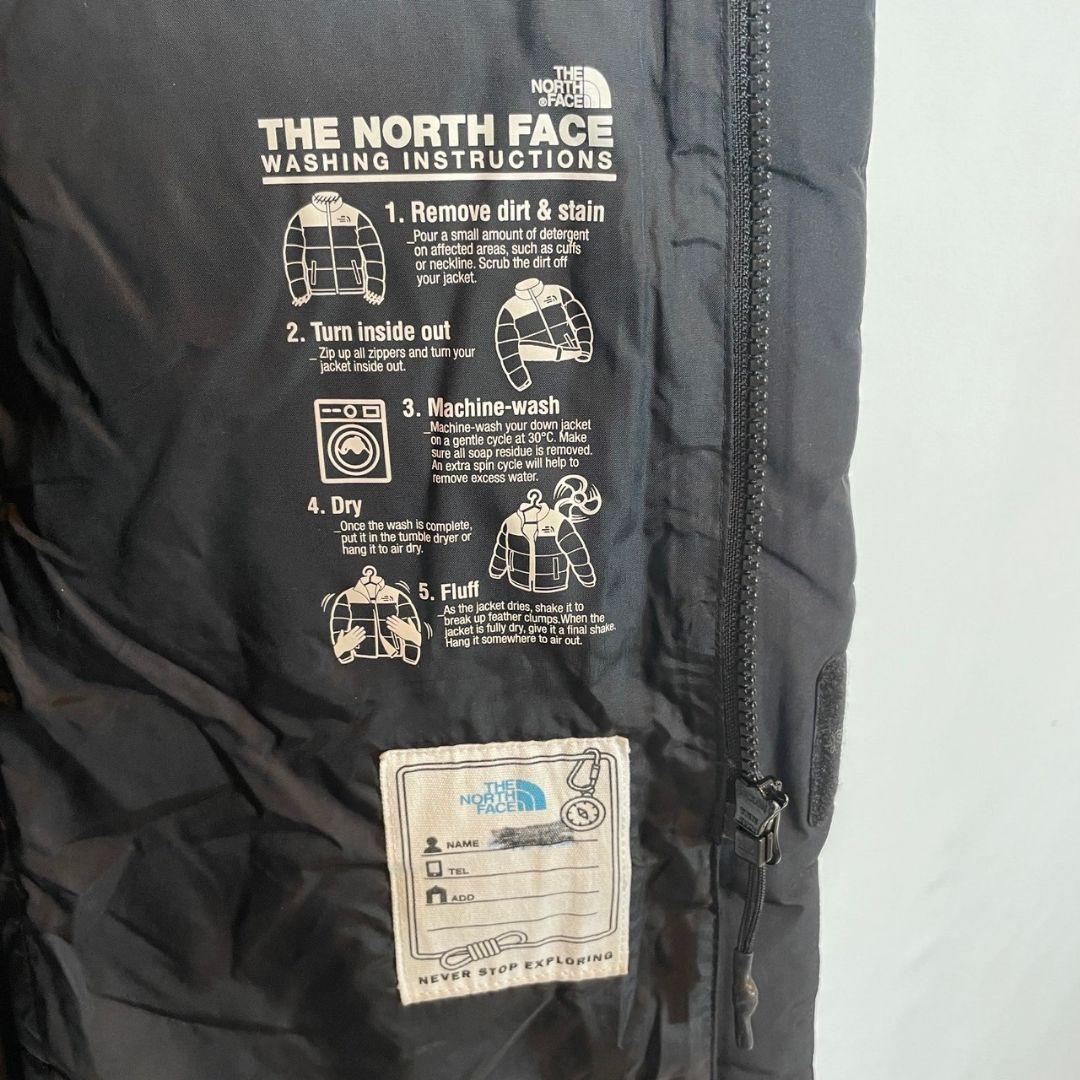 THE
NORTH
®FACE
THE NORTH FACE
WASHING INSTRUCTIONS
1. Remove dirt & stain
_Pour a small amount of detergent
on affected areas, such as cuffs
or neckline. Scrub the dirt off
your jacket.
2. Turn inside out
_Zip up all zippers and turn your
jacket inside out.
3. Machine-wash
_Machine-wash your down jacket
on a gentle cycle at 30°C. Make
sure all soap residue is removed.
An extra spin cycle will help to
remove excess water.
4. Dry
_Once the wash is complete,
put it in the tumble dryer or
hang it to air dry.
5. Fluff
_As the jacket dries, shake it to
break up feather clumps.When the
jacket is fully dry, give it a final shake.
Hang it somewhere to air out.
THE
NORTH
FACE
NAME
TEL
ADD
NEVER STOP EXPLORING